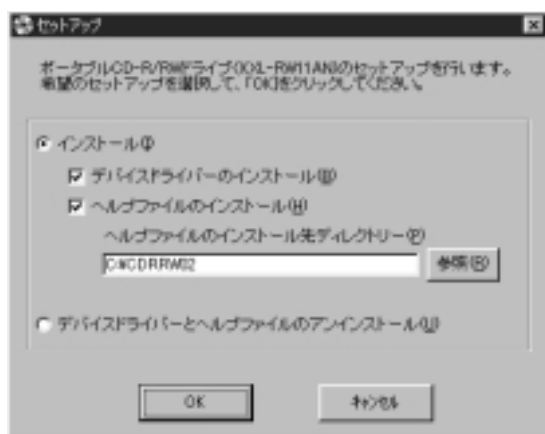 セットアップ
ポータブルCD-R/RWドライブ(KXL-RW11AN)のセットアップを行います。
希望のセットアップを選択して、「OK」をクリックしてください。
インストール(I)
デバイスドライバーのインストール(D)
ヘルプファイルのインストール(H)
ヘルプファイルのインストール先ディレクトリー(P)
C:¥CDRRW02
参照(R)
デバイスドライバーとヘルプファイルのアンインストール(U)
OK
キャンセル